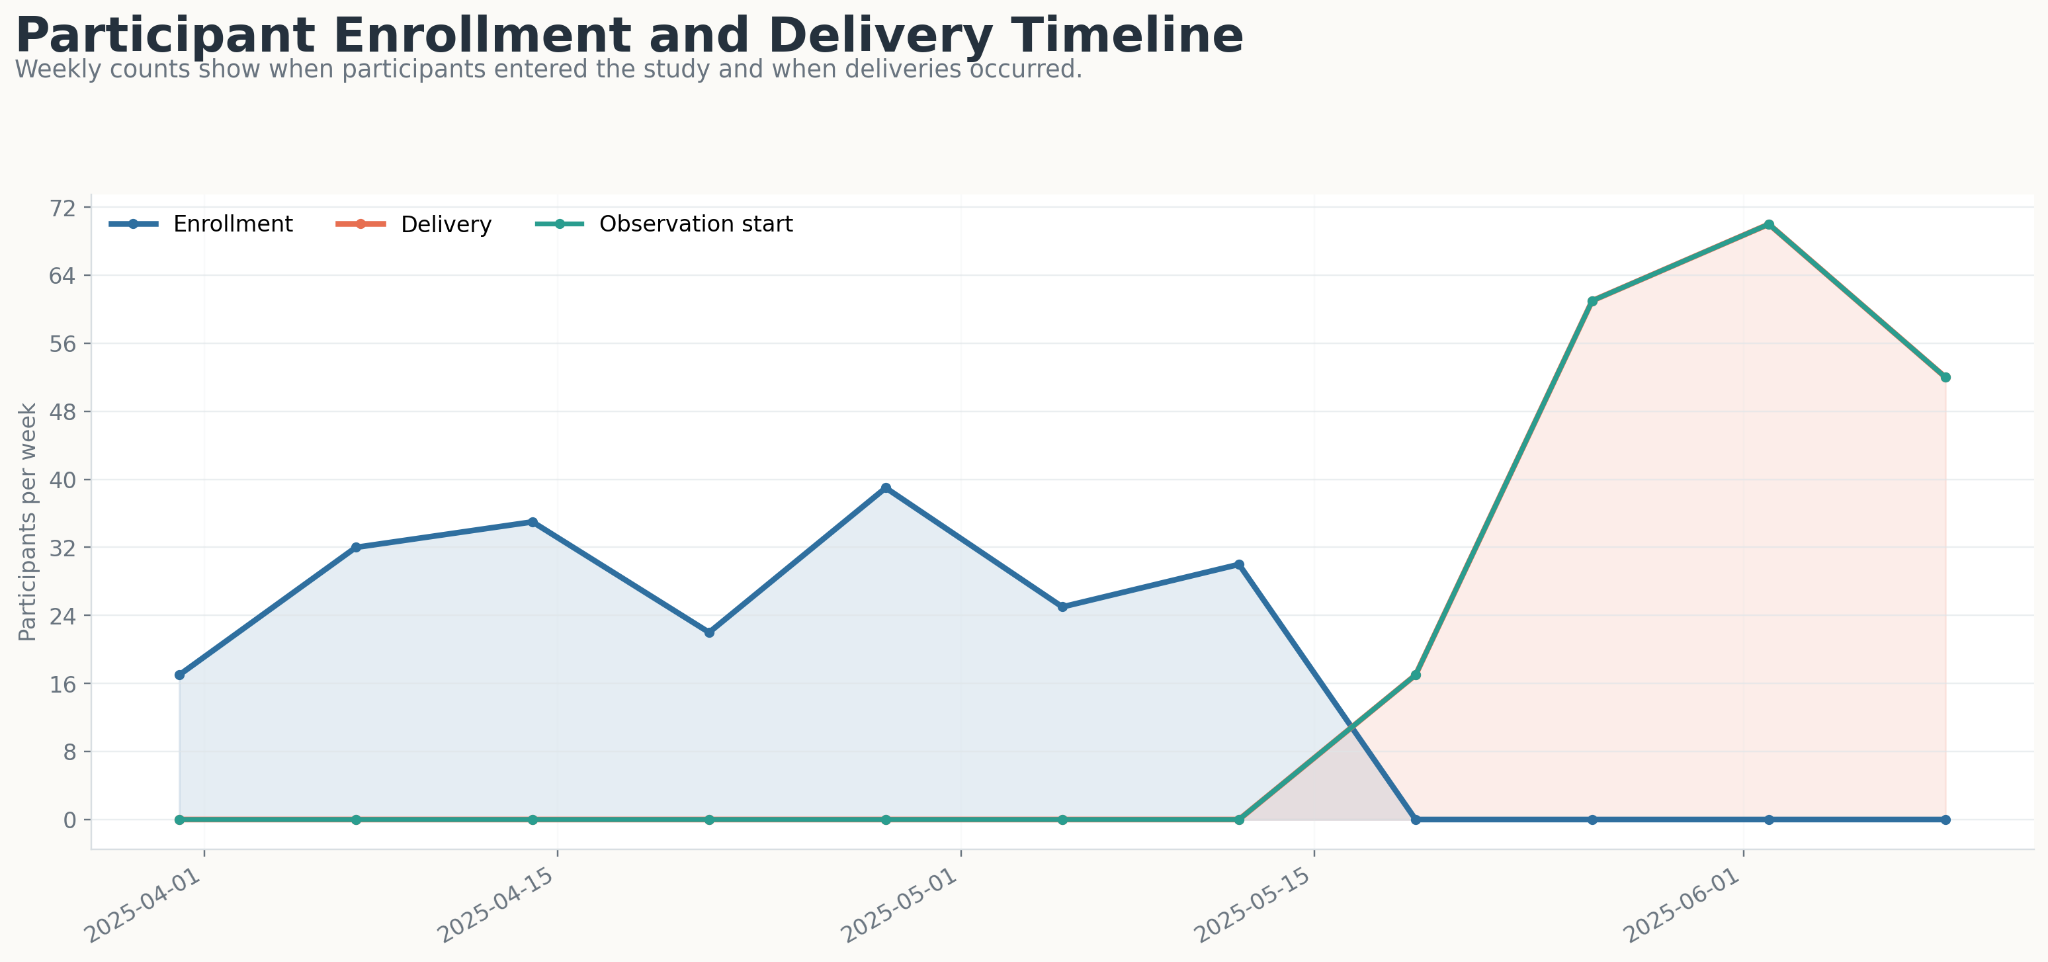 Participant Enrollment and Delivery Timeline
Weekly counts show when participants entered the study and when deliveries occurred.
Enrollment
Delivery
Observation start
Participants per week
72
64
56
48
40
32
24
16
8
0
2025-04-01
2025-04-15
2025-05-01
2025-05-15
2025-06-01